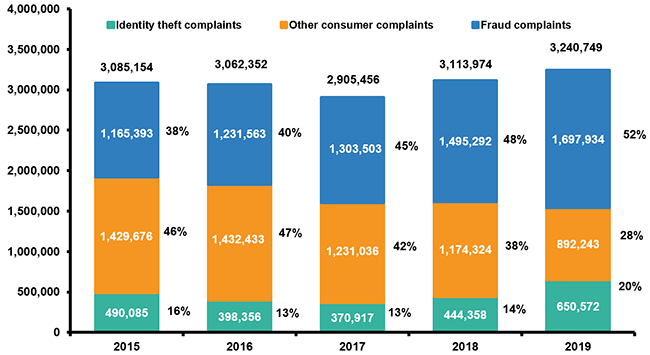 4,000,000
Identity theft complaints Other consumer complaints Fraud complaints
3,240,749
3,085,154 3,062,352 3,113,974
3,500,000
2,905,456
3,000,000
1,165,393 38% 1,231,563 40% 1,303,503 45% 1,495,292 48% 1,697,934 52%
2,500,000
2,000,000
1,500,000
1,429,676 46% 1,432,433 47% 1,231,036 42% 1,174,324 38% 892,243 28%
1,000,000
500,000
490,085 16% 398,356 13% 370,917 13% 444,358 14% 650,572 20%
0
2015 2016 2017 2018 2019